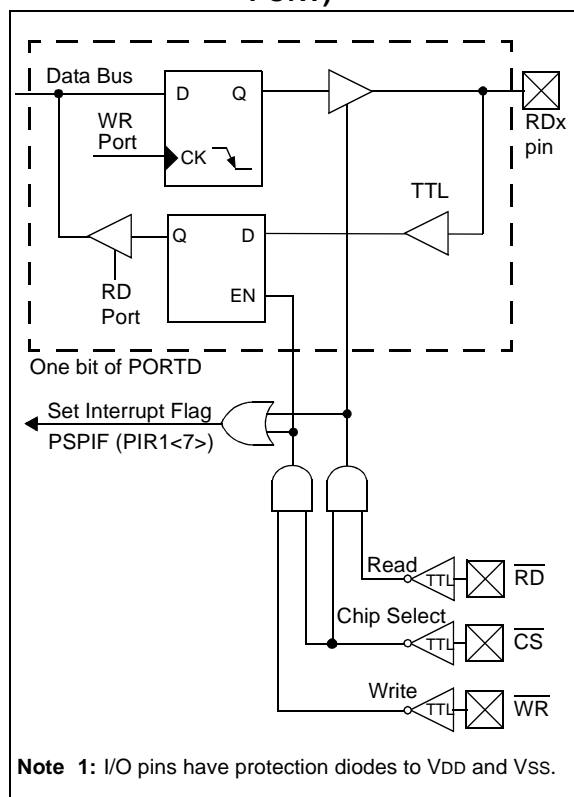 PORT)
Data Bus
D Q
WR
Port
CK
RDx
pin
TTL
Q D
EN
RD
Port
One bit of PORTD
Set Interrupt Flag
PSPIF (PIR1<7>)
Read
TTL
RD
Chip Select
TTL
CS
Write
TTL
WR
Note 1: I/O pins have protection diodes to VDD and VSS.